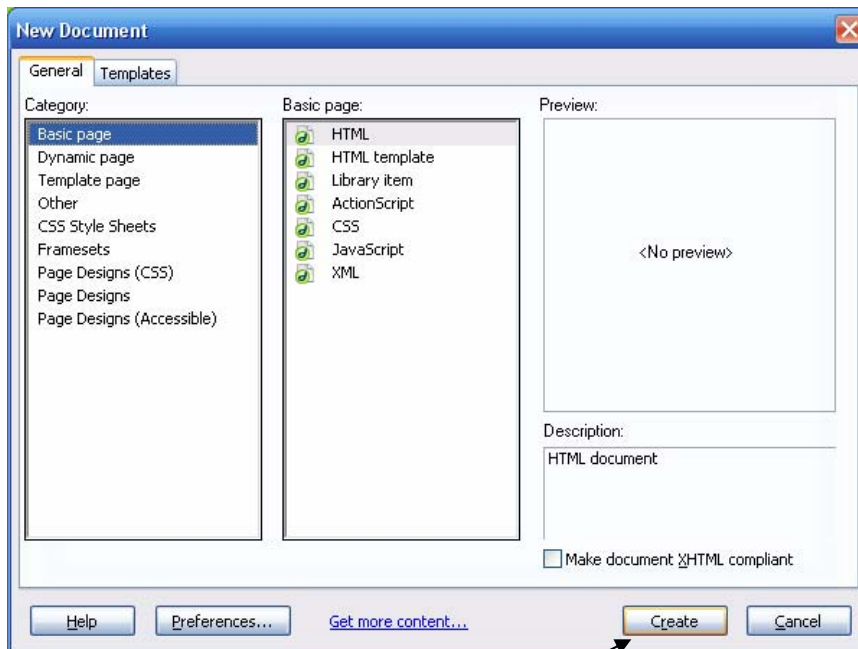 New Document
General Templates
Category:
Basic page
Dynamic page
Template page
Other
CSS Style Sheets
Framesets
Page Designs (CSS)
Page Designs
Page Designs (Accessible)
Basic page:
HTML
HTML template
Library item
ActionScript
CSS
JavaScript
XML
Preview:
<No preview>
Description:
HTML document
Make document XHTML compliant
Help Preferences... Get more content... Create Cancel